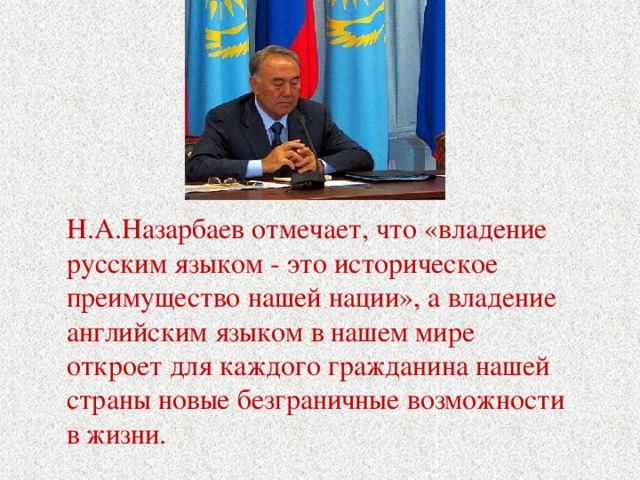 Н.А.Назарбаев отмечает, что «владение
русским языком - это историческое
преимущество нашей нации», а владение
английским языком в нашем мире
откроет для каждого гражданина нашей
страны новые безграничные возможности
в жизни.